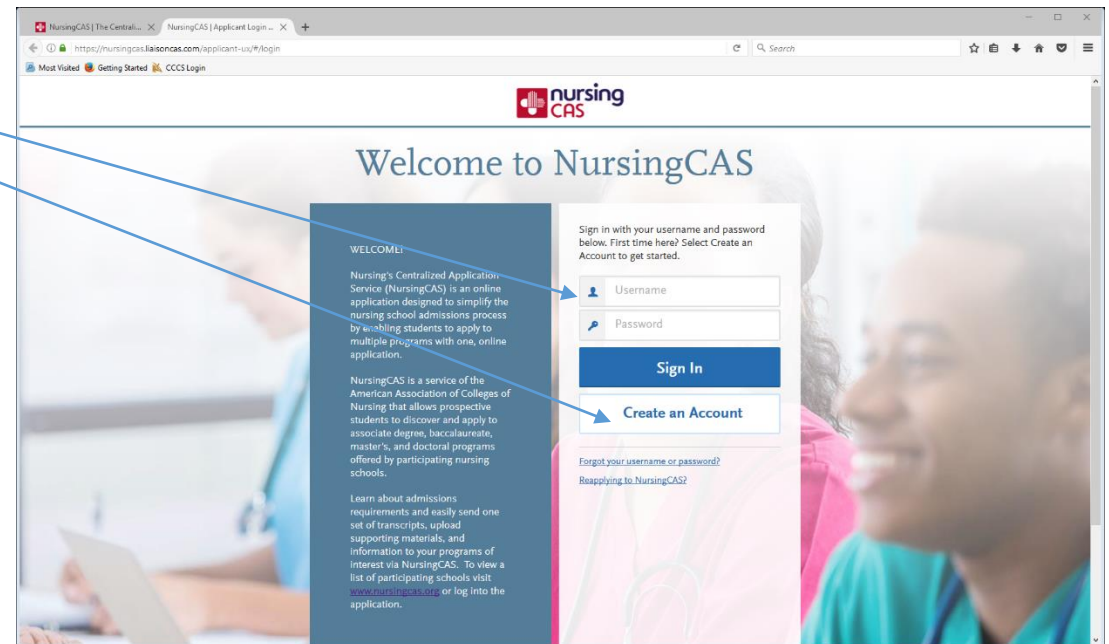 NursingCAS | The Centrali...
NursingCAS | Applicant Login ...
https://nursingcas.liaisoncas.com/applicant-ux/#/login
Search
Most Visited
Getting Started
CCCS Login
nursing
CAS
Welcome to NursingCAS
WELCOME!
Nursing's Centralized Application
Service (NursingCAS) is an online
application designed to simplify the
nursing school admissions process
by enabling students to apply to
multiple programs with one, online
application.
NursingCAS is a service of the
American Association of Colleges of
Nursing that allows prospective
students to discover and apply to
associate degree, baccalaureate,
master's, and doctoral programs
offered by participating nursing
schools.
Learn about admissions
requirements and easily send one
set of transcripts, upload
supporting materials, and
information to your programs of
interest via NursingCAS. To view a
list of participating schools visit
www.nursingcas.org or log into the
application.
Sign in with your username and password
below. First time here? Select Create an
Account to get started.
Username
Password
Sign In
Create an Account
Forgot your username or password?
Reapplying to NursingCAS?